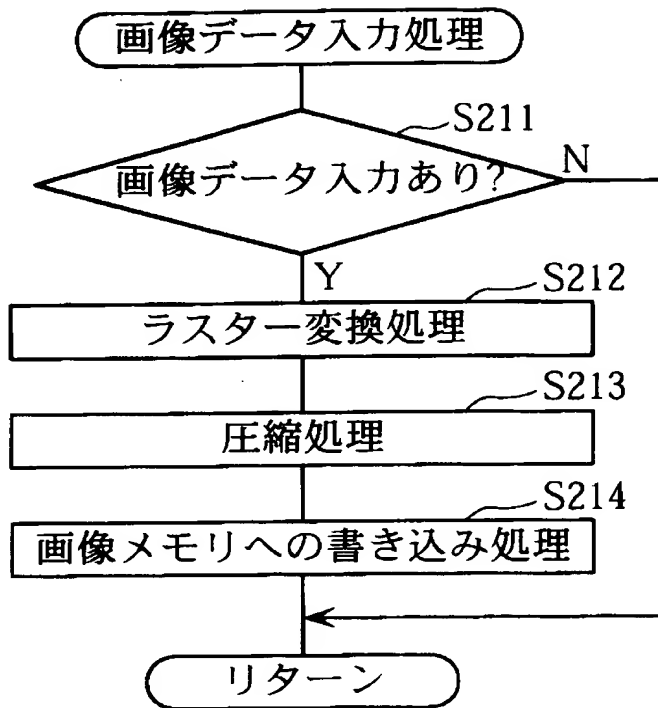 画像データ入力処理
S211
画像データ入力あり?
N
Y
S212
ラスター変換処理
S213
圧縮処理
S214
画像メモリへの書き込み処理
リターン